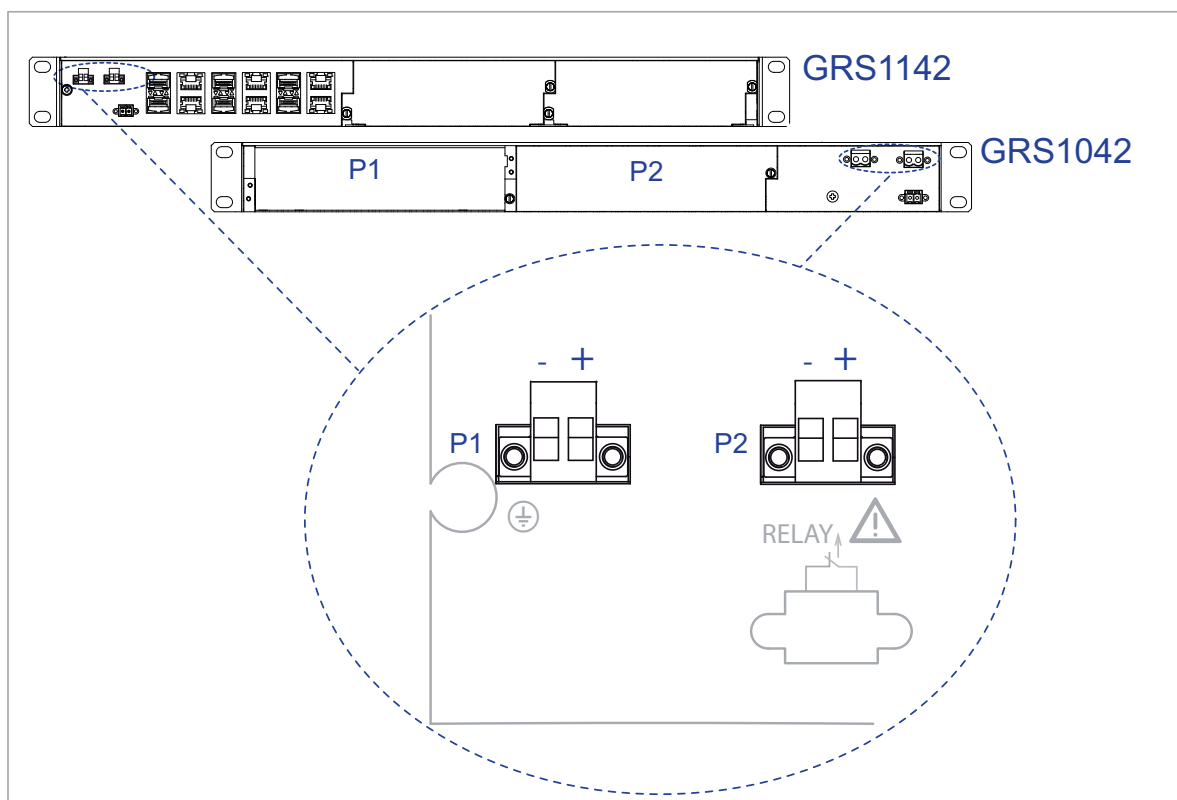 GRS1142
GRS1042
P1
P2
- +
- +
P1
P2
RELAY